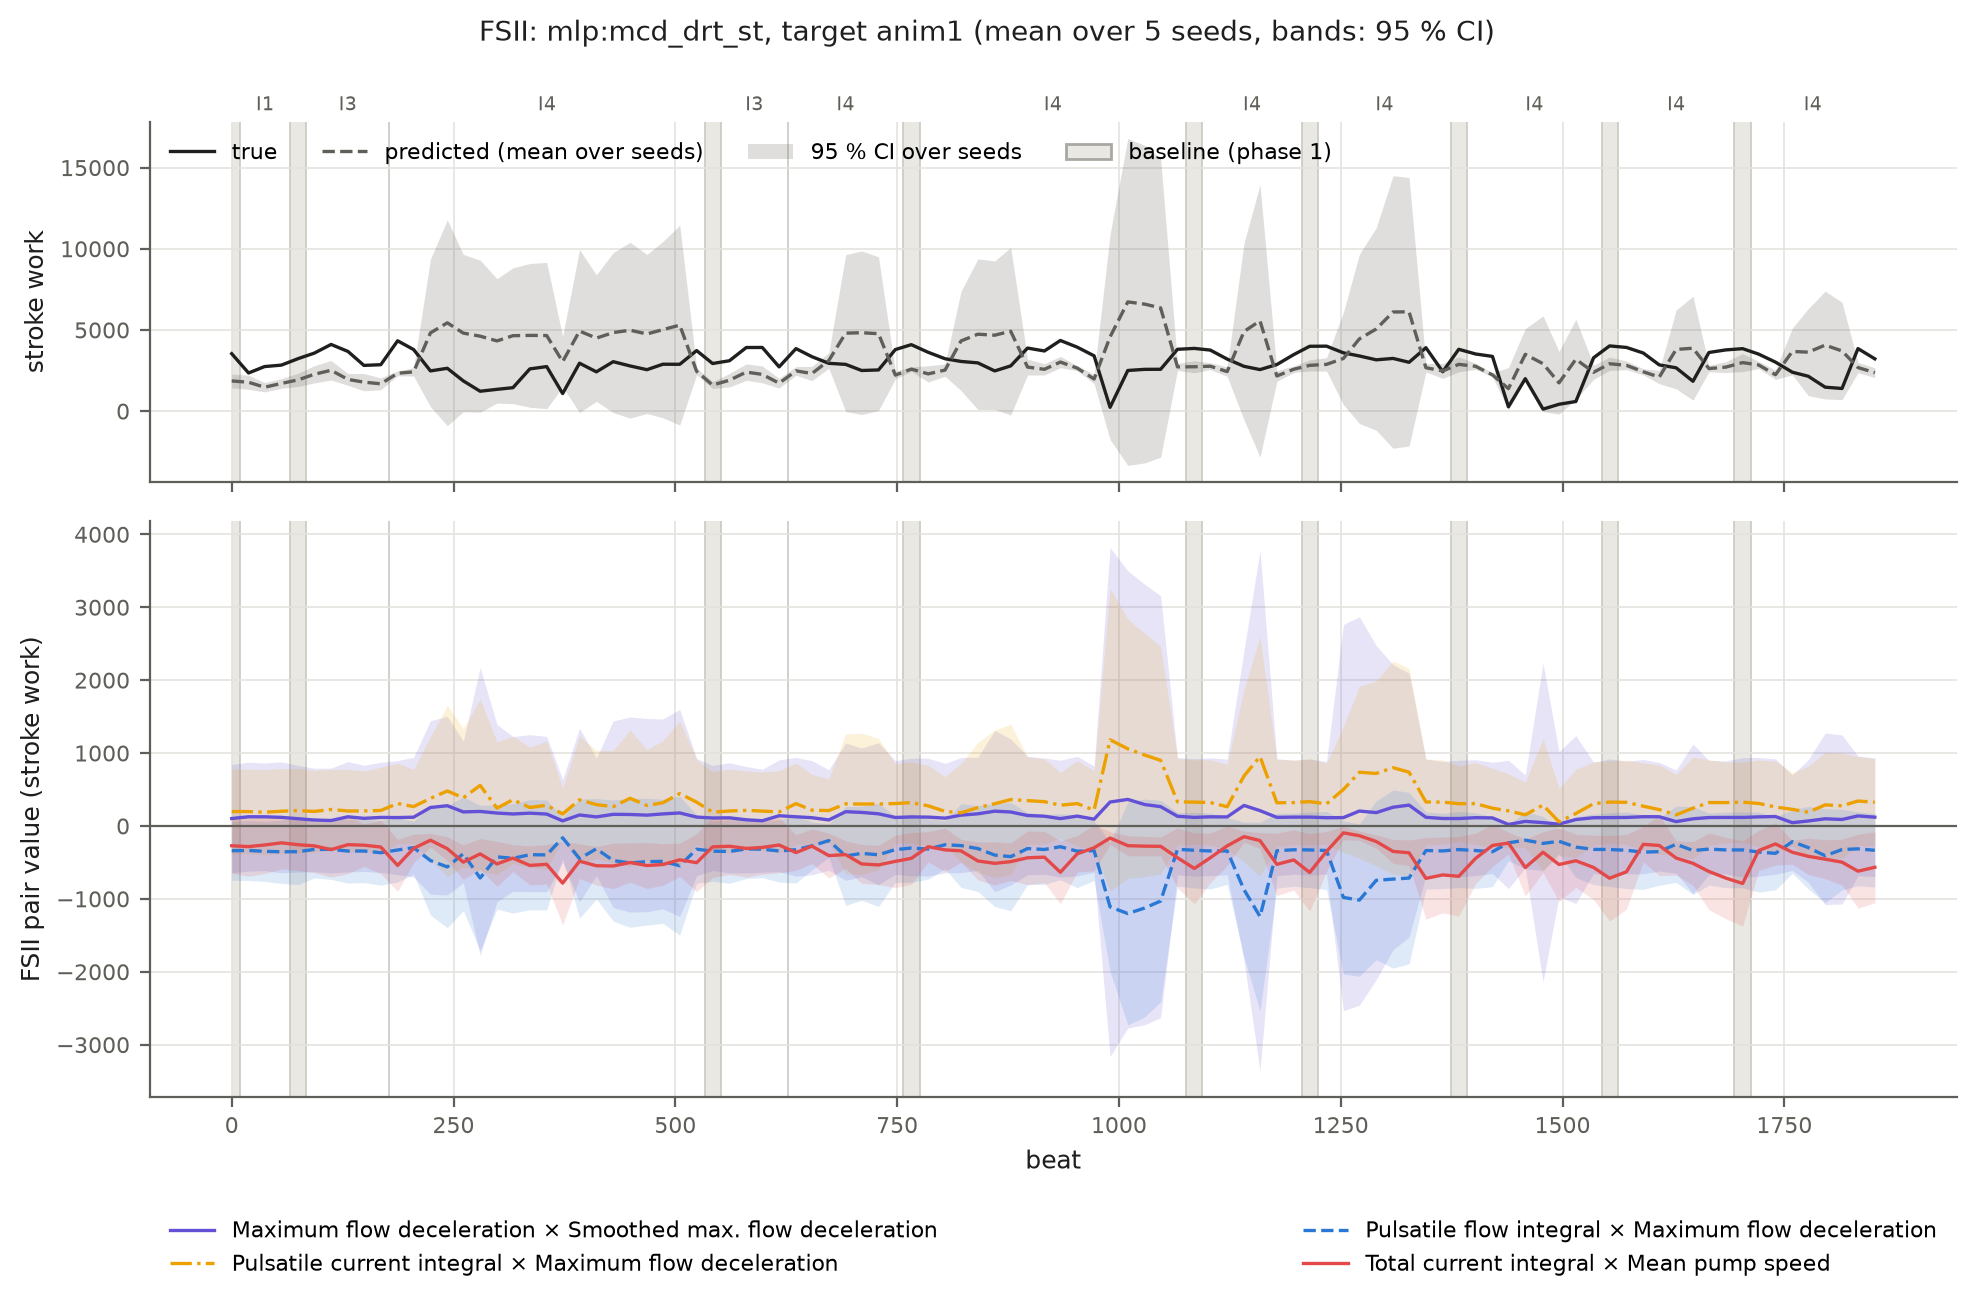 FSII: mlp:mcd_drt_st, target anim1 (mean over 5 seeds, bands: 95 % CI)
I1 I3 I4 I3 I4 I4 I4 I4 I4 I4 I4
true predicted (mean over seeds) 95 % CI over seeds baseline (phase 1)
stroke work
15000
10000
5000
0
FSII pair value (stroke work)
4000
3000
2000
1000
0
−1000
−2000
−3000
0 250 500 750 1000 1250 1500 1750
beat
Maximum flow deceleration × Smoothed max. flow deceleration
Pulsatile current integral × Maximum flow deceleration
Pulsatile flow integral × Maximum flow deceleration
Total current integral × Mean pump speed